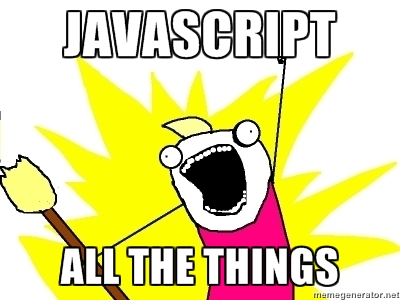 JAVASCRIPT
ALL THE THINGS
memegenerator.net